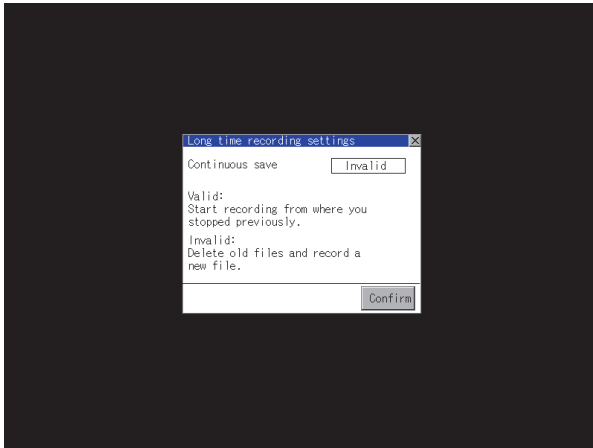 Long time recording settings
Continuous save
Invalid
Valid:
Start recording from where you
stopped previously.
Invalid:
Delete old files and record a
new file.
Confirm